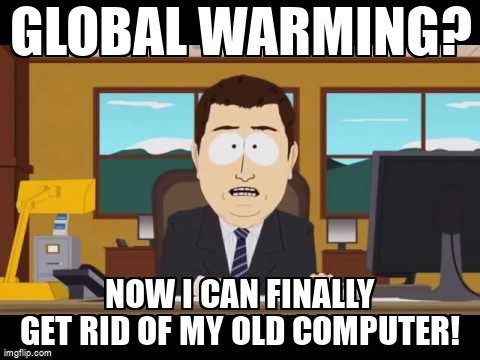 GLOBAL WARMING?
NOW I CAN FINALLY
GET RID OF MY OLD COMPUTER!
imgflip.com